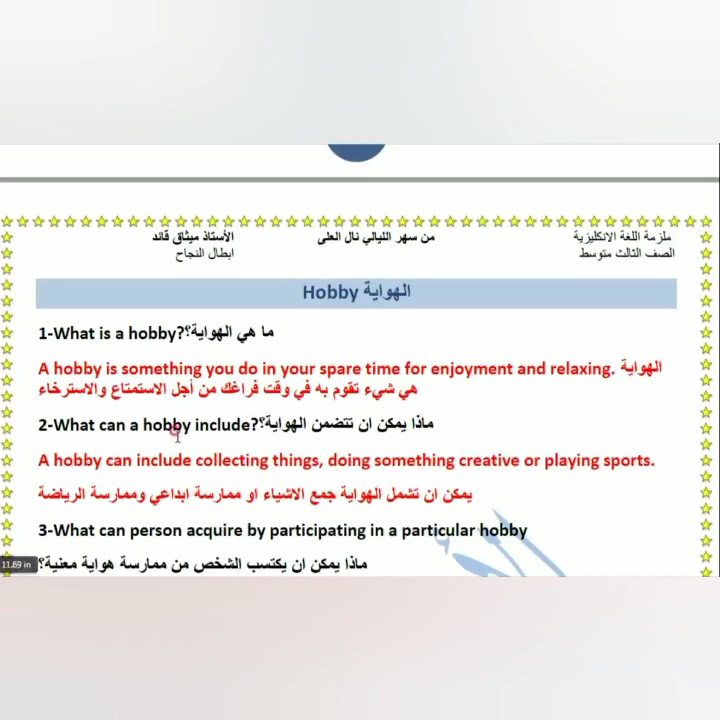 ملزمة اللغة الانكليزية من سهر الليالي نال العلى الأستاذ ميثاق قائد
الصف الثالث متوسط ابطال النجاح
Hobby الهواية
1-What is a hobby?ما هي الهواية؟
A hobby is something you do in your spare time for enjoyment and relaxing. الهواية
هي شيء تقوم به في وقت فراغك من أجل الاستمتاع والاسترخاء
2-What can a hobby include?ماذا يمكن ان تتضمن الهواية؟
A hobby can include collecting things, doing something creative or playing sports.
يمكن ان تشمل الهواية جمع الاشياء او ممارسة ابداعي وممارسة الرياضة
3-What can person acquire by participating in a particular hobby
ماذا يمكن ان يكتسب الشخص من ممارسة هواية معنية؟
11.69 in